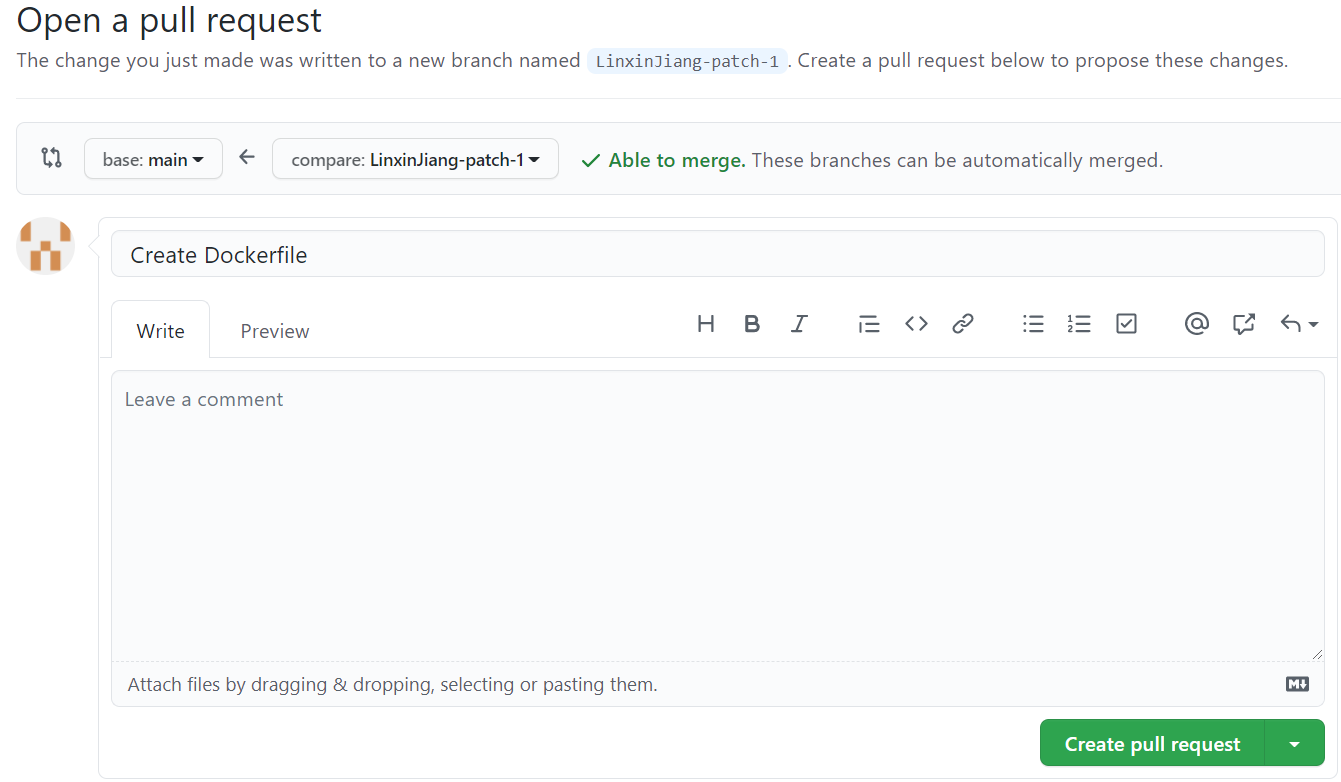 Open a pull request
The change you just made was written to a new branch named LinxinJiang-patch-1. Create a pull request below to propose these changes.
base: main compare: LinxinJiang-patch-1 Able to merge. These branches can be automatically merged.
Create Dockerfile
Write Preview
Leave a comment
Attach files by dragging & dropping, selecting or pasting them.
Create pull request